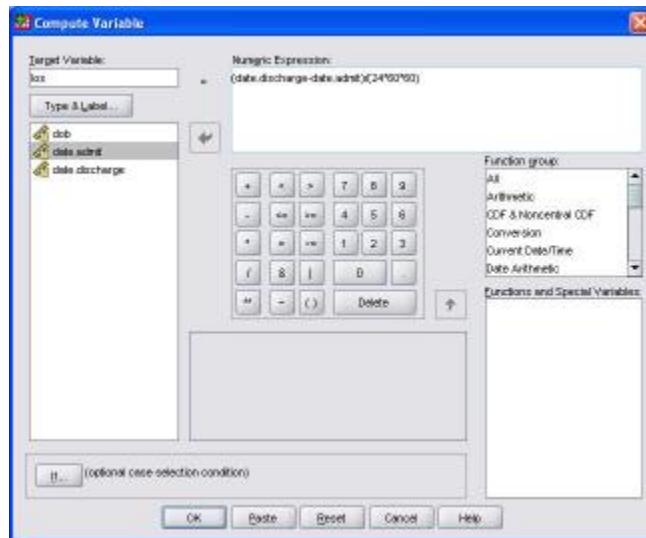 Compute Variable
Target Variable:
los
=
Numeric Expression:
(date.discharge-date.admit)/(24*60*60)
Type & Label...
dob
date.admit
date.discharge
Function group:
All
Arithmetic
CDF & Noncentral CDF
Conversion
Current Date/Time
Date Arithmetic
+ < > 7 8 9
- <= >= 4 5 6
* = ~= 1 2 3
/ & | 0 .
** ~ ( ) Delete
Functions and Special Variables:
If... (optional case selection condition)
OK Paste Reset Cancel Help